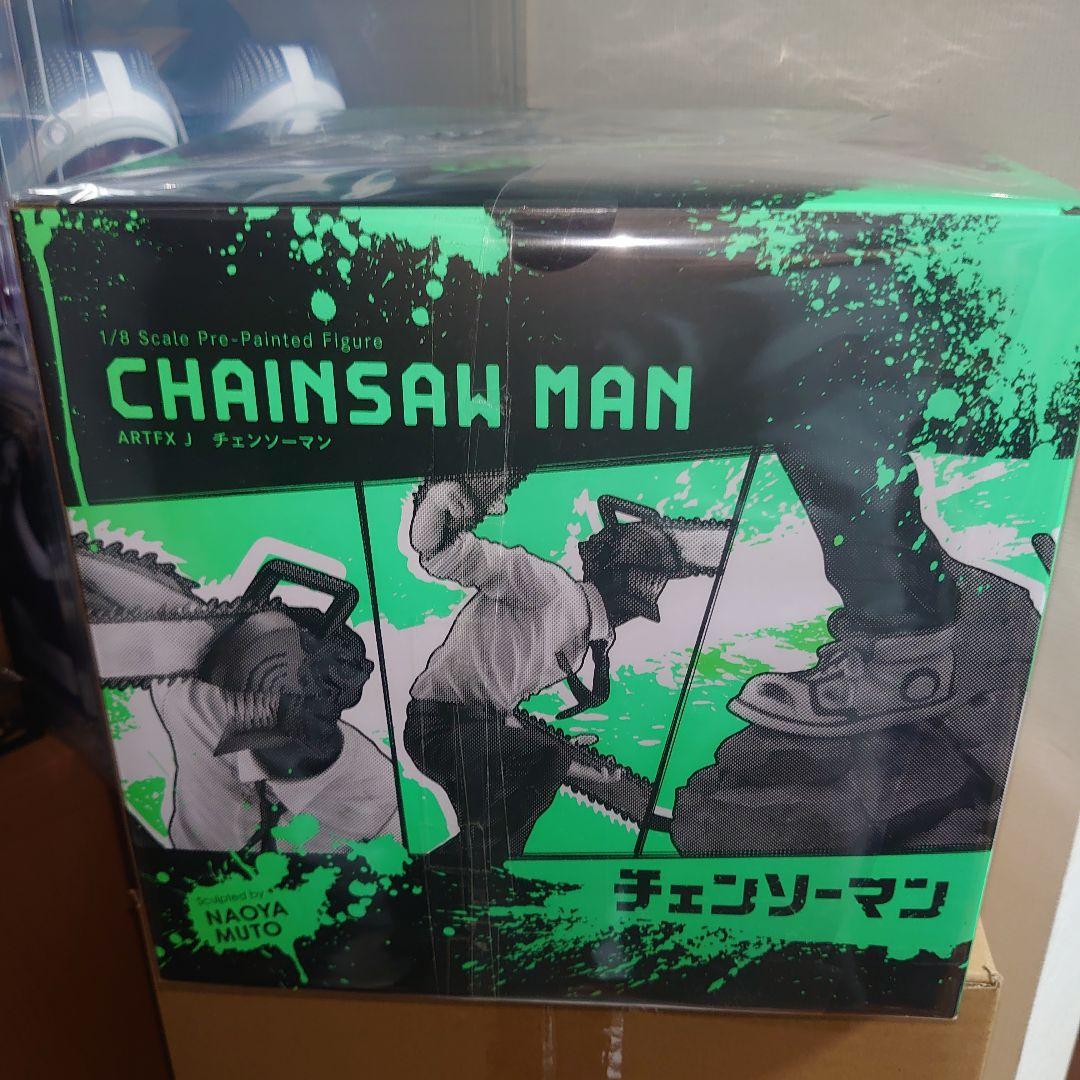 1/8 Scale Pre-Painted Figure
CHAINSAW MAN
ARTFX J チェンソーマン
チェンソーマン
Sculpted by
NAOYA
MUTO